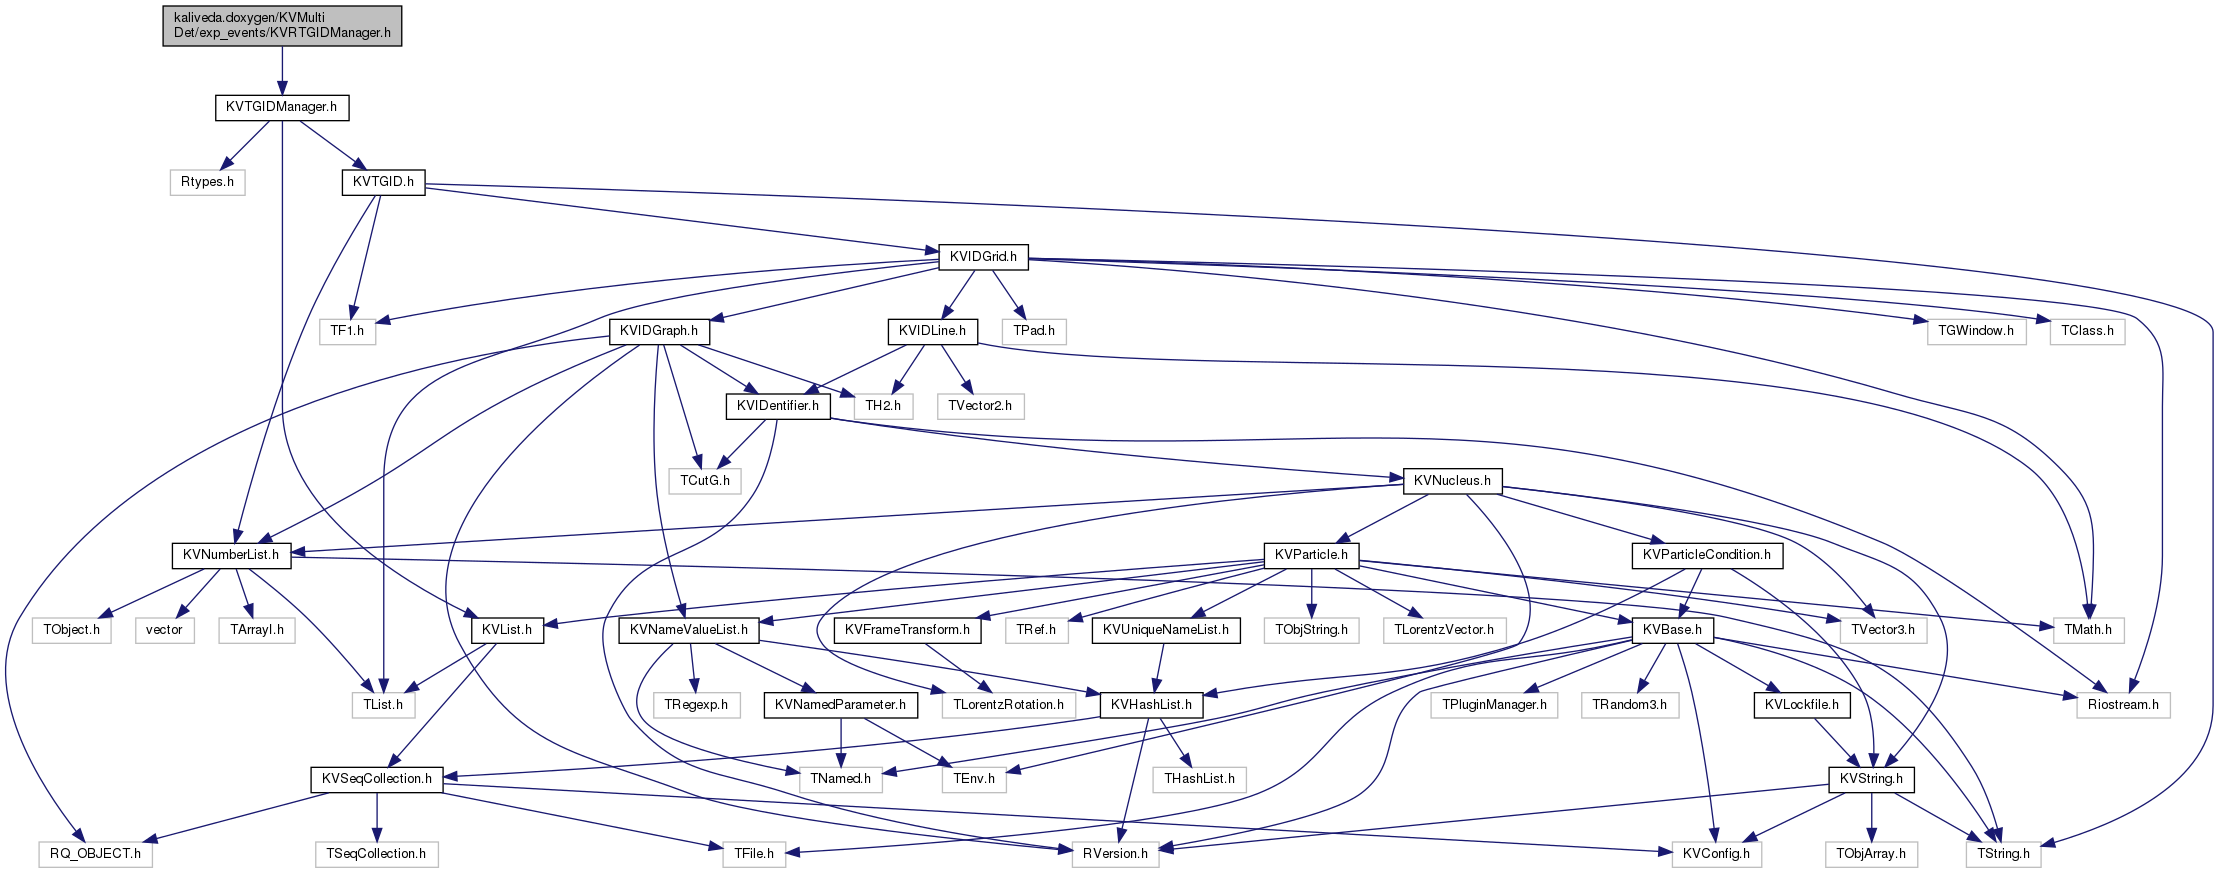 kaliveda.doxygen/KVMulti
Det/exp_events/KVRTGIDManager.h
KVTGIDManager.h
Rtypes.h
KVTGID.h
KVIDGrid.h
TF1.h
KVIDGraph.h
KVIDLine.h
TPad.h
TGWindow.h
TClass.h
KVIDentifier.h
TH2.h
TVector2.h
TCutG.h
KVNucleus.h
KVNumberList.h
KVParticle.h
KVParticleCondition.h
TObject.h
vector
TArrayI.h
KVList.h
KVNameValueList.h
KVFrameTransform.h
TRef.h
KVUniqueNameList.h
TObjString.h
TLorentzVector.h
KVBase.h
TVector3.h
TMath.h
TList.h
TRegexp.h
KVNamedParameter.h
TLorentzRotation.h
KVHashList.h
TPluginManager.h
TRandom3.h
KVLockfile.h
Riostream.h
KVSeqCollection.h
TNamed.h
TEnv.h
THashList.h
KVString.h
RQ_OBJECT.h
TSeqCollection.h
TFile.h
RVersion.h
KVConfig.h
TObjArray.h
TString.h